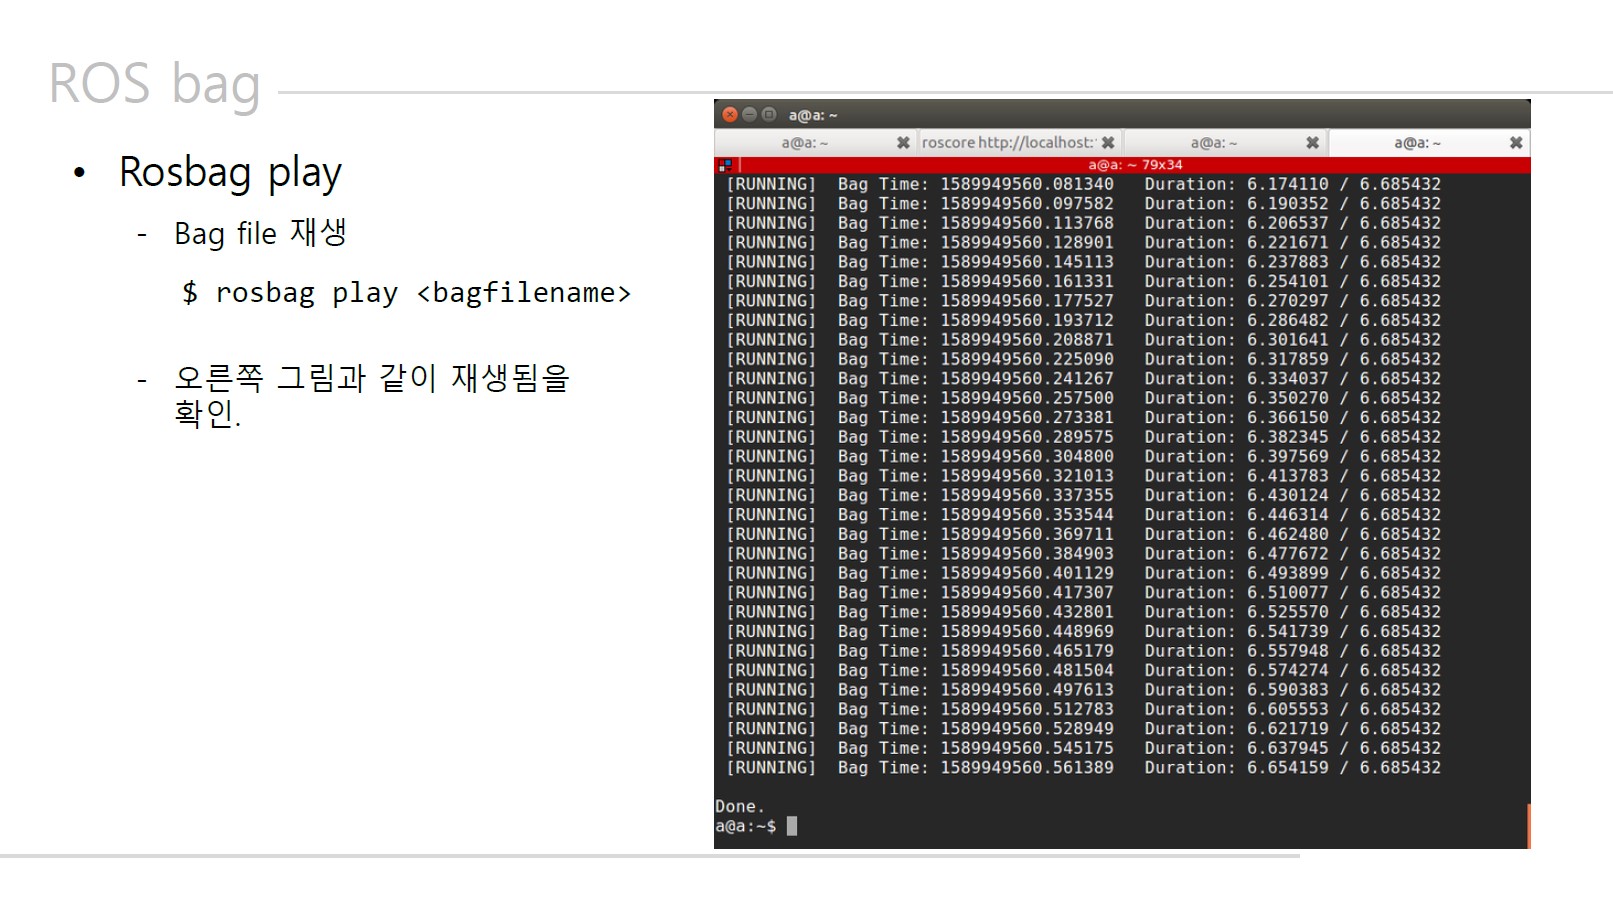 ROS bag
• Rosbag play
- Bag file 재생
$ rosbag play <bagfilename>
- 오른쪽 그림과 같이 재생됨을
확인.
a@a: ~
a@a: ~
roscore http://localhost:
a@a: ~
a@a: ~
a@a: ~ 79x34
[RUNNING]  Bag Time: 1589949560.081340   Duration: 6.174110 / 6.685432
[RUNNING]  Bag Time: 1589949560.097582   Duration: 6.190352 / 6.685432
[RUNNING]  Bag Time: 1589949560.113768   Duration: 6.206537 / 6.685432
[RUNNING]  Bag Time: 1589949560.128901   Duration: 6.221671 / 6.685432
[RUNNING]  Bag Time: 1589949560.145113   Duration: 6.237883 / 6.685432
[RUNNING]  Bag Time: 1589949560.161331   Duration: 6.254101 / 6.685432
[RUNNING]  Bag Time: 1589949560.177527   Duration: 6.270297 / 6.685432
[RUNNING]  Bag Time: 1589949560.193712   Duration: 6.286482 / 6.685432
[RUNNING]  Bag Time: 1589949560.208871   Duration: 6.301641 / 6.685432
[RUNNING]  Bag Time: 1589949560.225090   Duration: 6.317859 / 6.685432
[RUNNING]  Bag Time: 1589949560.241267   Duration: 6.334037 / 6.685432
[RUNNING]  Bag Time: 1589949560.257500   Duration: 6.350270 / 6.685432
[RUNNING]  Bag Time: 1589949560.273381   Duration: 6.366150 / 6.685432
[RUNNING]  Bag Time: 1589949560.289575   Duration: 6.382345 / 6.685432
[RUNNING]  Bag Time: 1589949560.304800   Duration: 6.397569 / 6.685432
[RUNNING]  Bag Time: 1589949560.321013   Duration: 6.413783 / 6.685432
[RUNNING]  Bag Time: 1589949560.337355   Duration: 6.430124 / 6.685432
[RUNNING]  Bag Time: 1589949560.353544   Duration: 6.446314 / 6.685432
[RUNNING]  Bag Time: 1589949560.369711   Duration: 6.462480 / 6.685432
[RUNNING]  Bag Time: 1589949560.384903   Duration: 6.477672 / 6.685432
[RUNNING]  Bag Time: 1589949560.401129   Duration: 6.493899 / 6.685432
[RUNNING]  Bag Time: 1589949560.417307   Duration: 6.510077 / 6.685432
[RUNNING]  Bag Time: 1589949560.432801   Duration: 6.525570 / 6.685432
[RUNNING]  Bag Time: 1589949560.448969   Duration: 6.541739 / 6.685432
[RUNNING]  Bag Time: 1589949560.465179   Duration: 6.557948 / 6.685432
[RUNNING]  Bag Time: 1589949560.481504   Duration: 6.574274 / 6.685432
[RUNNING]  Bag Time: 1589949560.497613   Duration: 6.590383 / 6.685432
[RUNNING]  Bag Time: 1589949560.512783   Duration: 6.605553 / 6.685432
[RUNNING]  Bag Time: 1589949560.528949   Duration: 6.621719 / 6.685432
[RUNNING]  Bag Time: 1589949560.545175   Duration: 6.637945 / 6.685432
[RUNNING]  Bag Time: 1589949560.561389   Duration: 6.654159 / 6.685432
Done.
a@a:~$